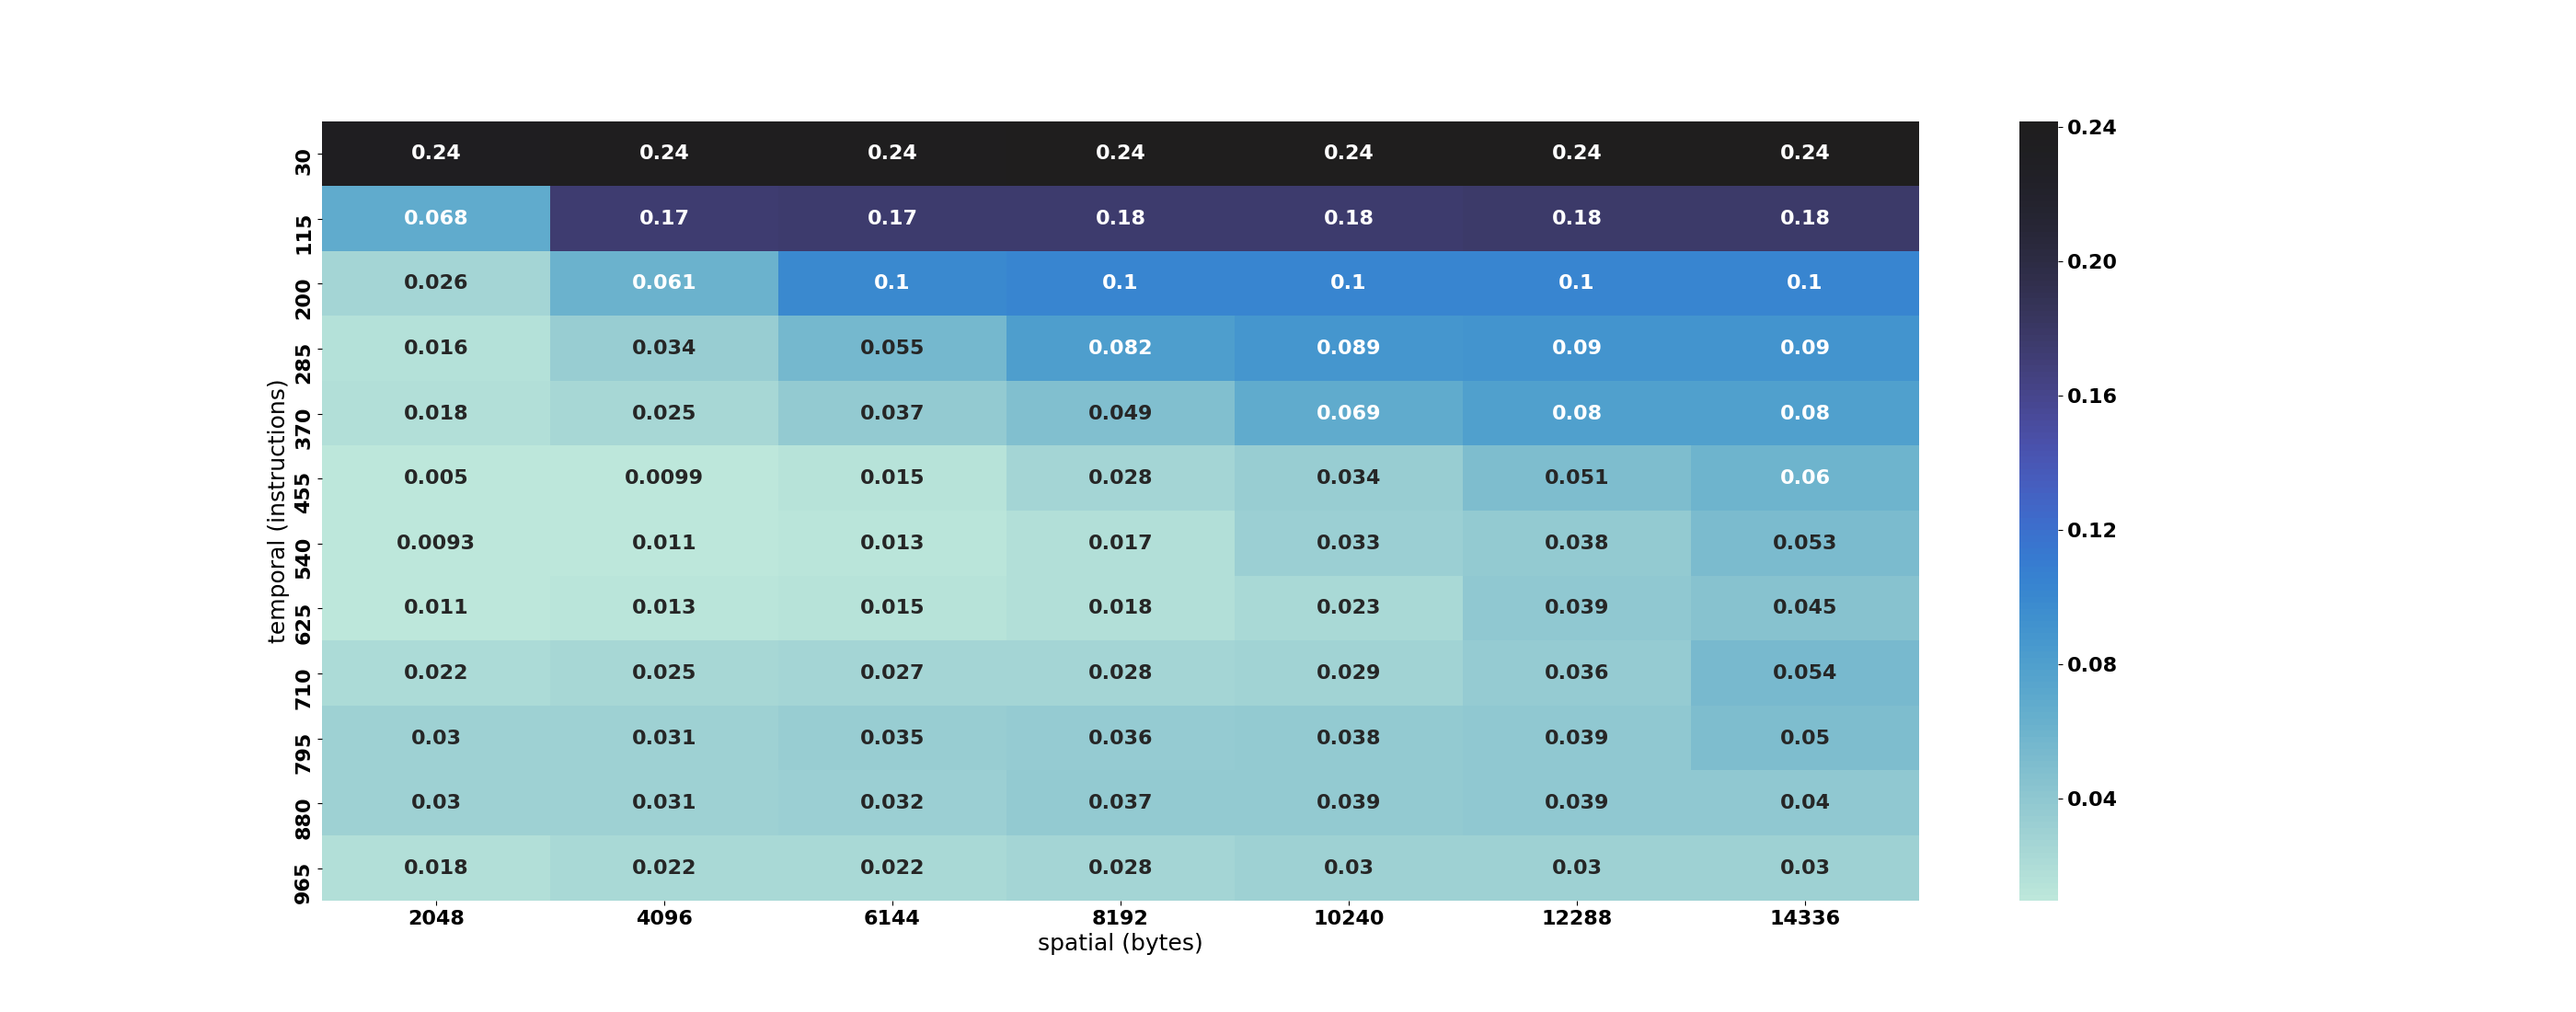 30 0.24 0.24 0.24 0.24 0.24 0.24 0.24
115 0.068 0.17 0.17 0.18 0.18 0.18 0.18
200 0.026 0.061 0.1 0.1 0.1 0.1 0.1
285 0.016 0.034 0.055 0.082 0.089 0.09 0.09
370 0.018 0.025 0.037 0.049 0.069 0.08 0.08
455 0.005 0.0099 0.015 0.028 0.034 0.051 0.06
540 0.0093 0.011 0.013 0.017 0.033 0.038 0.053
625 0.011 0.013 0.015 0.018 0.023 0.039 0.045
710 0.022 0.025 0.027 0.028 0.029 0.036 0.054
795 0.03 0.031 0.035 0.036 0.038 0.039 0.05
880 0.03 0.031 0.032 0.037 0.039 0.039 0.04
965 0.018 0.022 0.022 0.028 0.03 0.03 0.03
2048 4096 6144 8192 10240 12288 14336
spatial (bytes)
temporal (instructions)
0.24
0.20
0.16
0.12
0.08
0.04